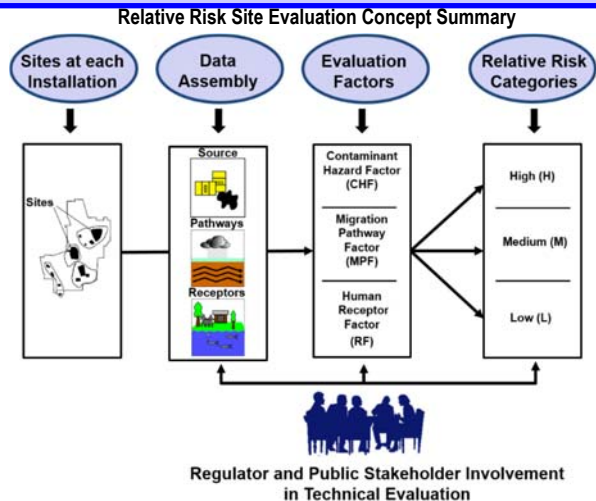 Relative Risk Site Evaluation Concept Summary
Sites at each
Installation
Data
Assembly
Evaluation
Factors
Relative Risk
Categories
Sites
Source
Pathways
Receptors
Contaminant
Hazard Factor
(CHF)
Migration
Pathway
Factor
(MPF)
Human
Receptor
Factor
(RF)
High (H)
Medium (M)
Low (L)
Regulator and Public Stakeholder Involvement
in Technical Evaluation